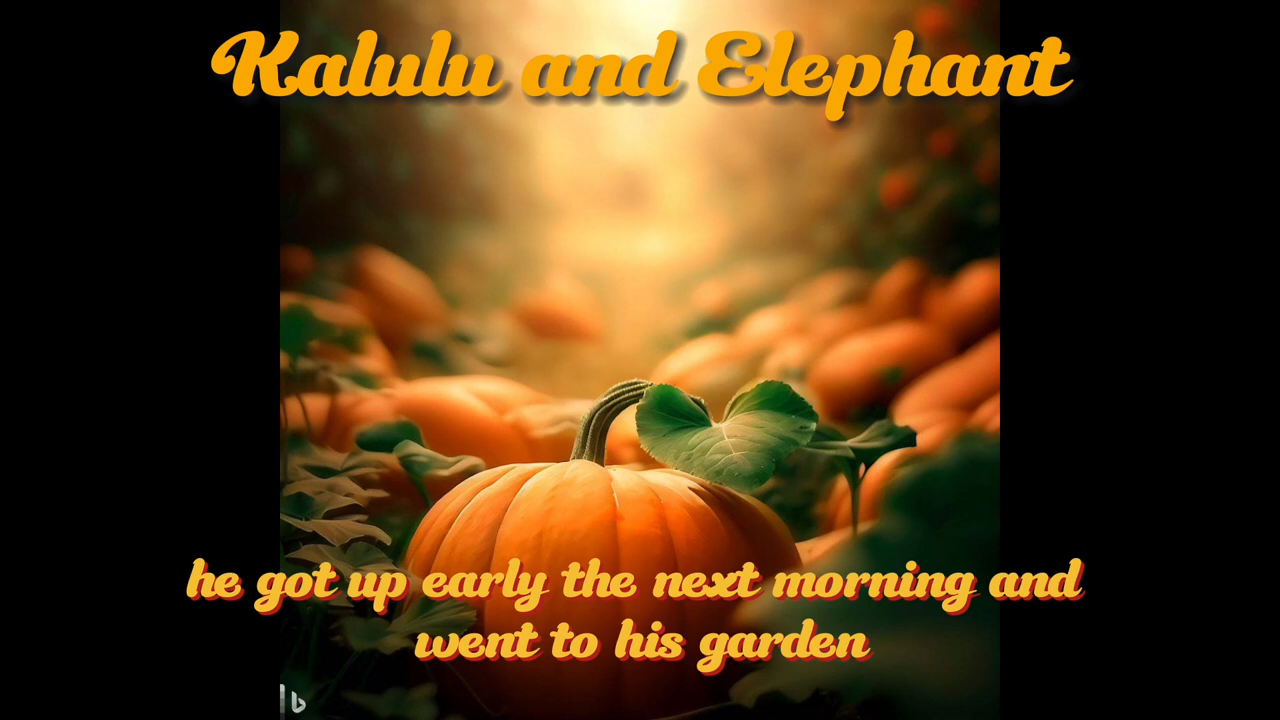 Kalulu and Elephant
he got up early the next morning and
went to his garden